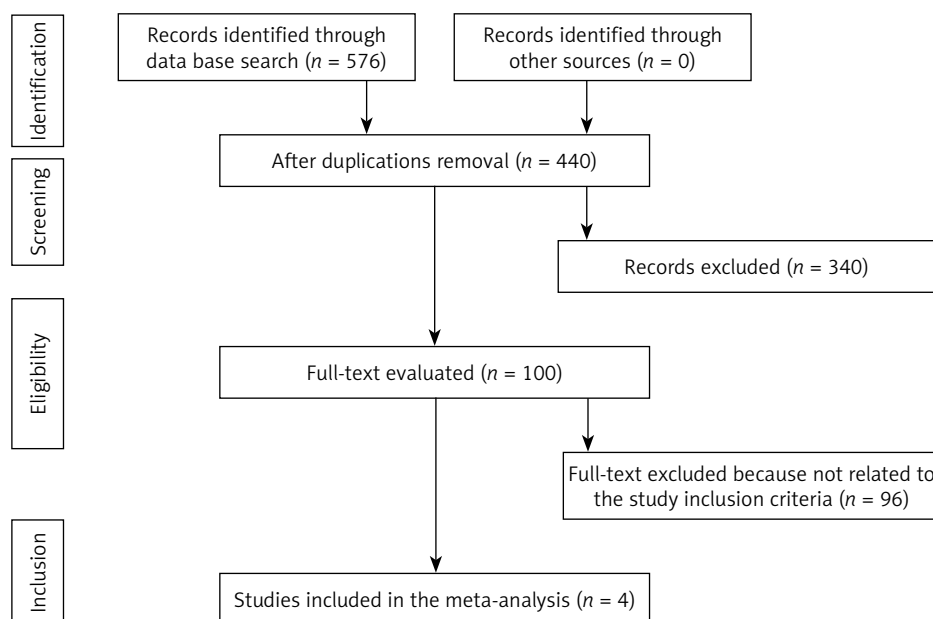 Identification
Records identified through
data base search (n = 576)
Records identified through
other sources (n = 0)
After duplications removal (n = 440)
Screening
Records excluded (n = 340)
Eligibility
Full-text evaluated (n = 100)
Full-text excluded because not related to
the study inclusion criteria (n = 96)
Inclusion
Studies included in the meta-analysis (n = 4)